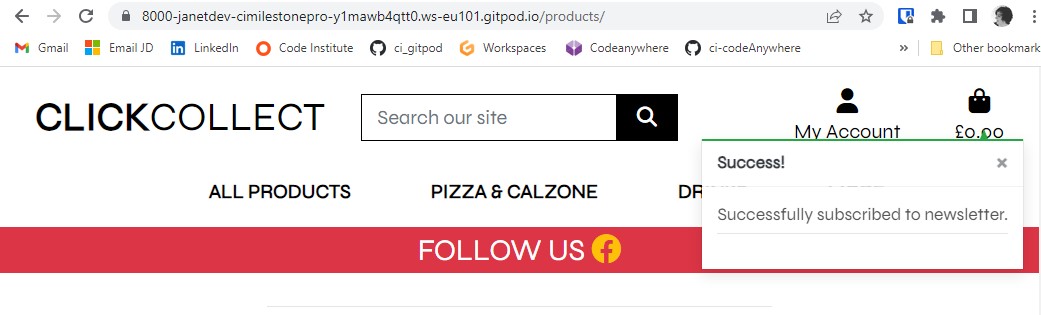 8000-janetdev-cimilestonepro-y1mawb4qtt0.ws-eu101.gitpod.io/products/
Gmail Email JD LinkedIn Code Institute ci_gitpod Workspaces Codeanywhere ci-codeAnywhere » Other bookmark
CLICKCOLLECT
Search our site
My Account
£0.00
Success! ×
ALL PRODUCTS PIZZA & CALZONE
Successfully subscribed to newsletter.
FOLLOW US